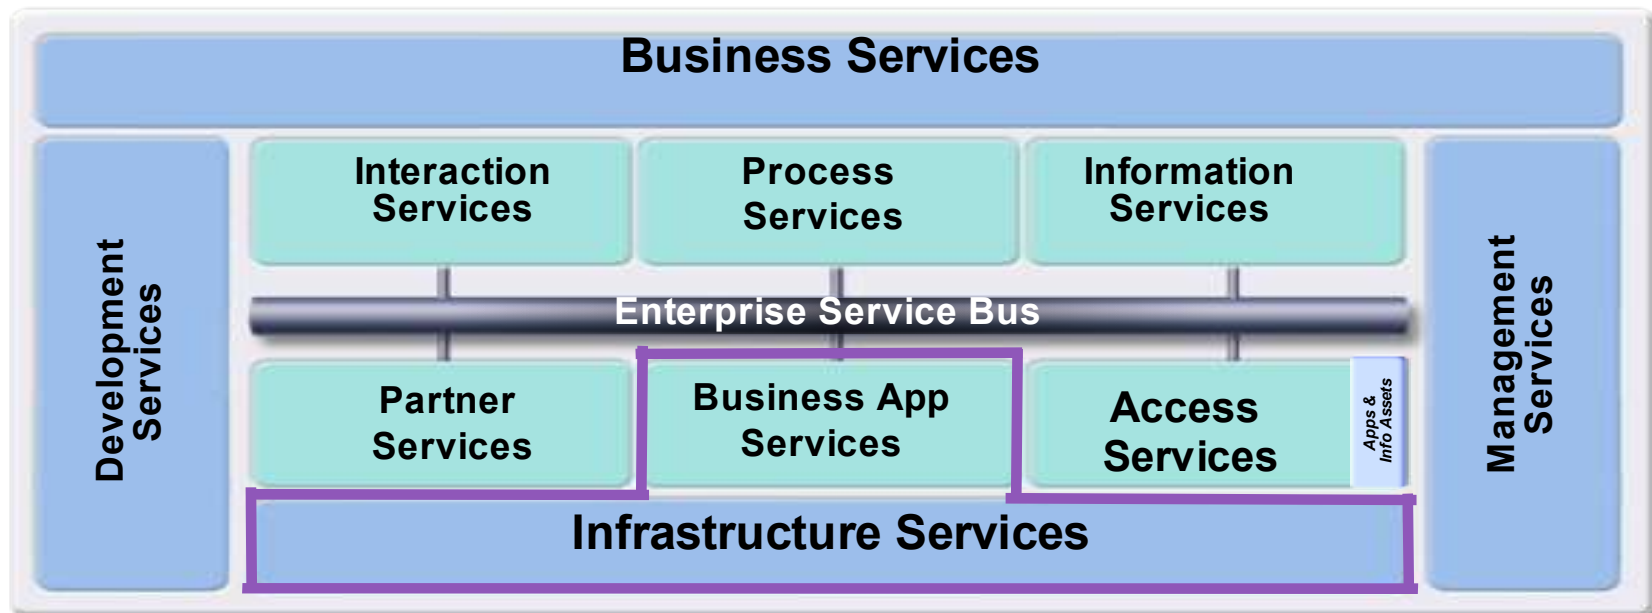 Business Services
Development
Services
Interaction
Services
Process
Services
Information
Services
Management
Services
Enterprise Service Bus
Partner
Services
Business App
Services
Access
Services
Apps &
Info Assets
Infrastructure Services